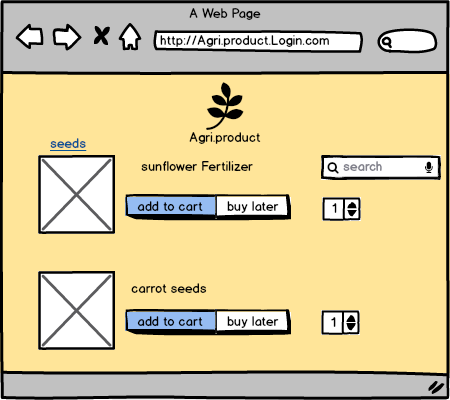 A Web Page
http://Agri.product.Login.com
Agri.product
seeds
sunflower Fertilizer
search
add to cart
buy later
1
carrot seeds
add to cart
buy later
1